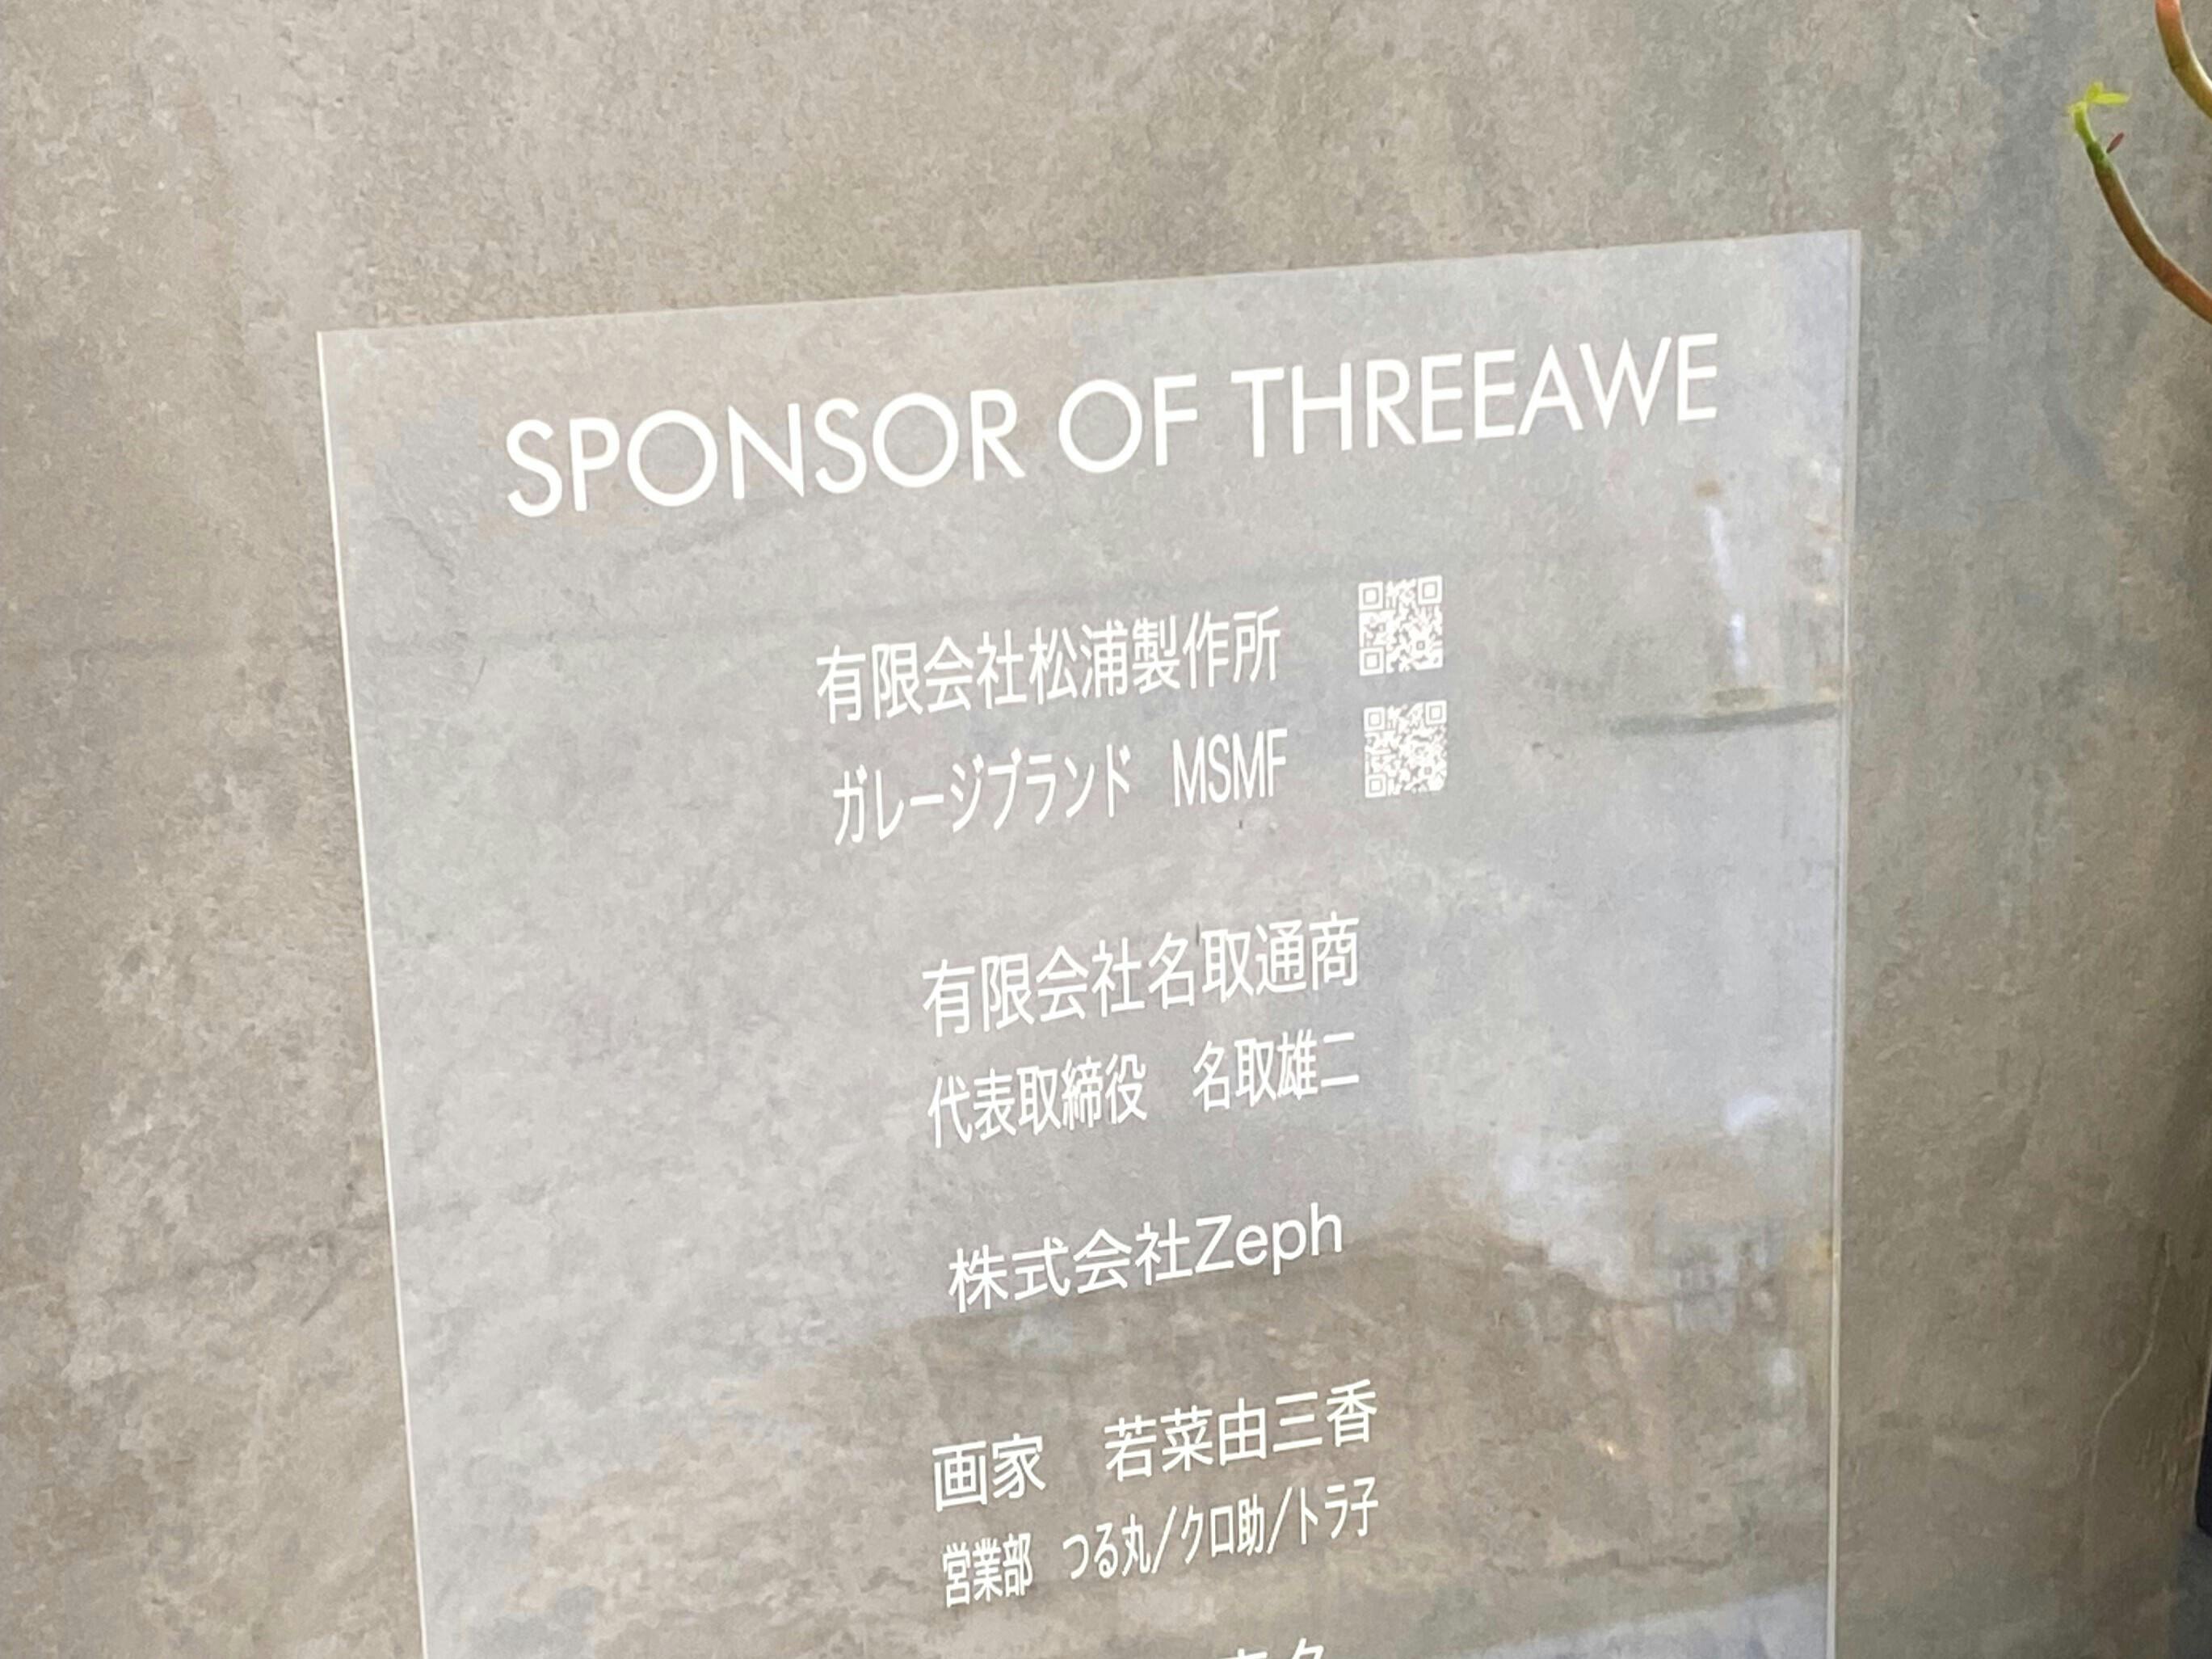 SPONSOR OF THREEAWE
有限会社松浦製作所
ガレージブランド　MSMF
有限会社名取通商
代表取締役　名取雄二
株式会社Zeph
画家　若菜由三香
営業部　つる丸／クロ助／トラ子